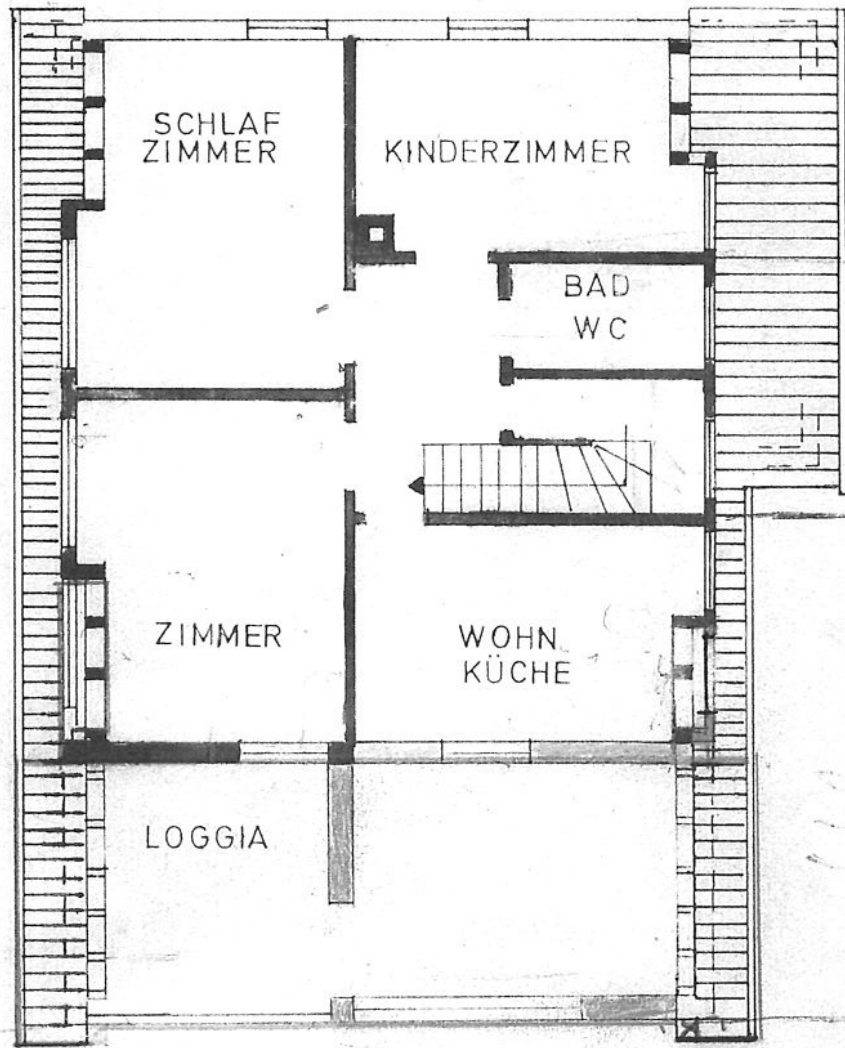 SCHLAF
ZIMMER
KINDERZIMMER
BAD
WC
ZIMMER
WOHN
KÜCHE
LOGGIA